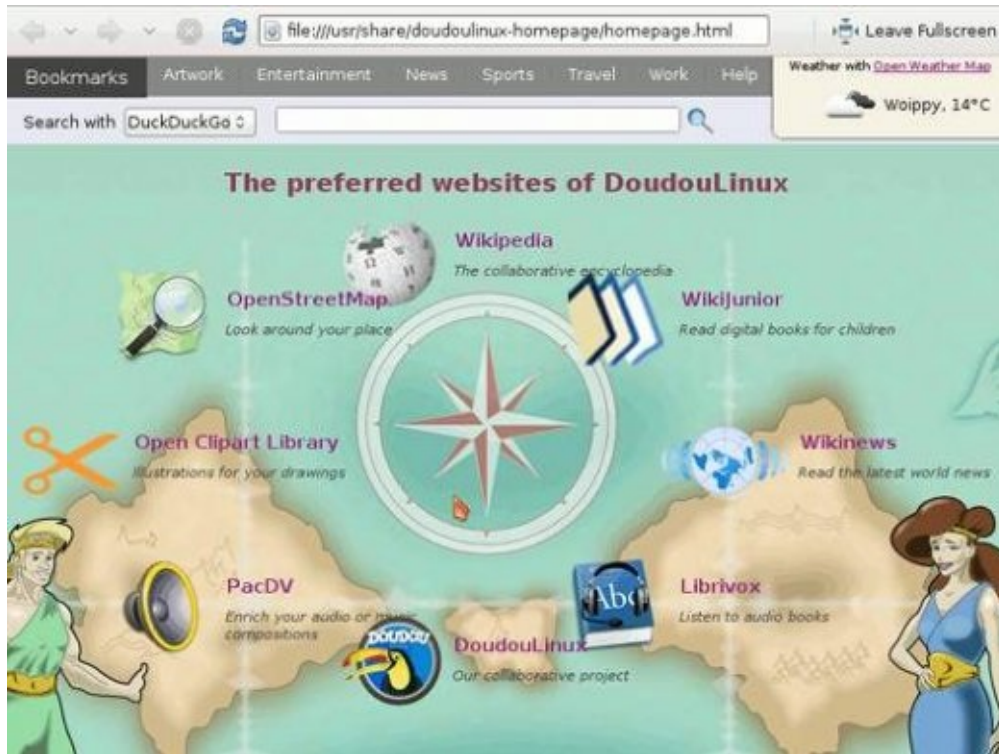 file:///usr/share/doudoulinux-homepage/homepage.html
Leave Fullscreen
Bookmarks Artwork Entertainment News Sports Travel Work Help
Weather with Open Weather Map
Woippy, 14°C
Search with DuckDuckGo
The preferred websites of DoudouLinux
Wikipedia
The collaborative encyclopedia
OpenStreetMap
Look around your place
WikiJunior
Read digital books for children
Open Clipart Library
Illustrations for your drawings
Wikinews
Read the latest world news
PacDV
Enrich your audio or music
compositions
Abc
Librivox
Listen to audio books
DOUDOU
DoudouLinux
Our collaborative project